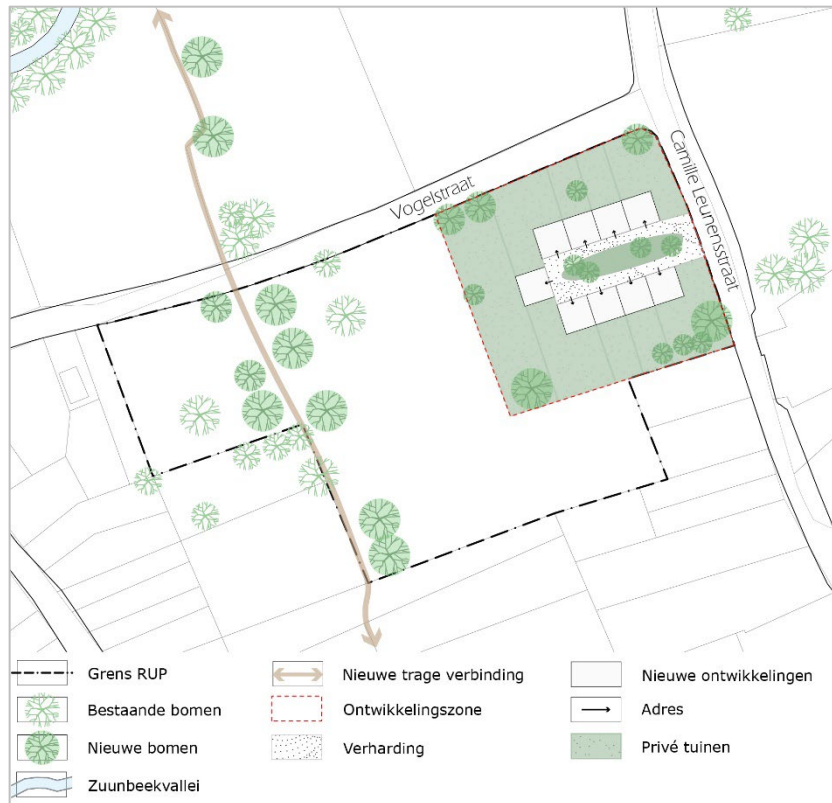 Vogelstraat
Camille Leunensstraat
Grens RUP
Bestaande bomen
Nieuwe bomen
Zuunbeekvallei
Nieuwe trage verbinding
Ontwikkelingszone
Verharding
Nieuwe ontwikkelingen
Adres
Privé tuinen